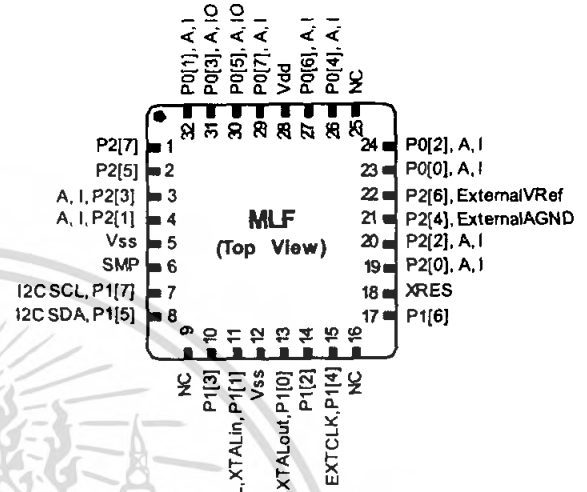 P0[1], A, I
P0[3], A, IO
P0[5], A, IO
P0[7], A, I
Vdd
P0[6], A, I
P0[4], A, I
NC
32
31
30
29
28
27
26
25
P2[7] 1
P2[5] 2
A, I, P2[3] 3
A, I, P2[1] 4
Vss 5
SMP 6
I2C SCL, P1[7] 7
I2C SDA, P1[5] 8
MLF
(Top View)
24 P0[2], A, I
23 P0[0], A, I
22 P2[6], ExternalVRef
21 P2[4], ExternalAGND
20 P2[2], A, I
19 P2[0], A, I
18 XRES
17 P1[6]
9
10
11
12
13
14
15
16
NC
P1[3]
XTALin, P1[1]
Vss
XTALout, P1[0]
P1[2]
EXTCLK, P1[4]
NC